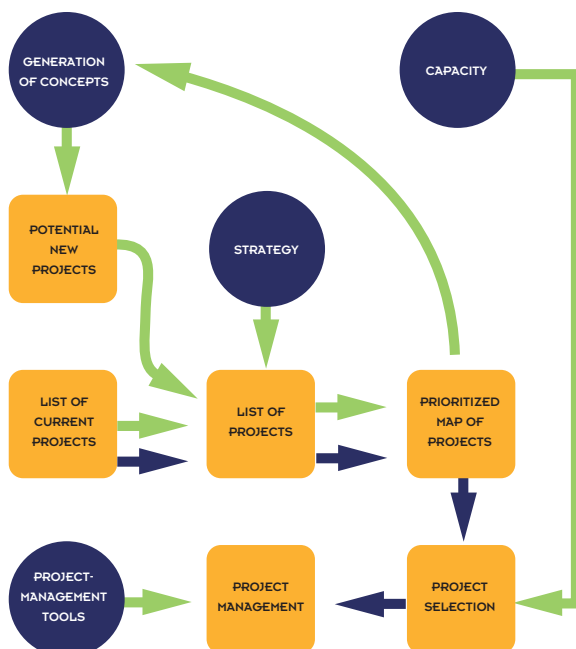 GENERATION
OF CONCEPTS
CAPACITY
POTENTIAL
NEW
PROJECTS
STRATEGY
LIST OF
CURRENT
PROJECTS
LIST OF
PROJECTS
PRIORITIZED
MAP OF
PROJECTS
PROJECT-
MANAGEMENT
TOOLS
PROJECT
MANAGEMENT
PROJECT
SELECTION